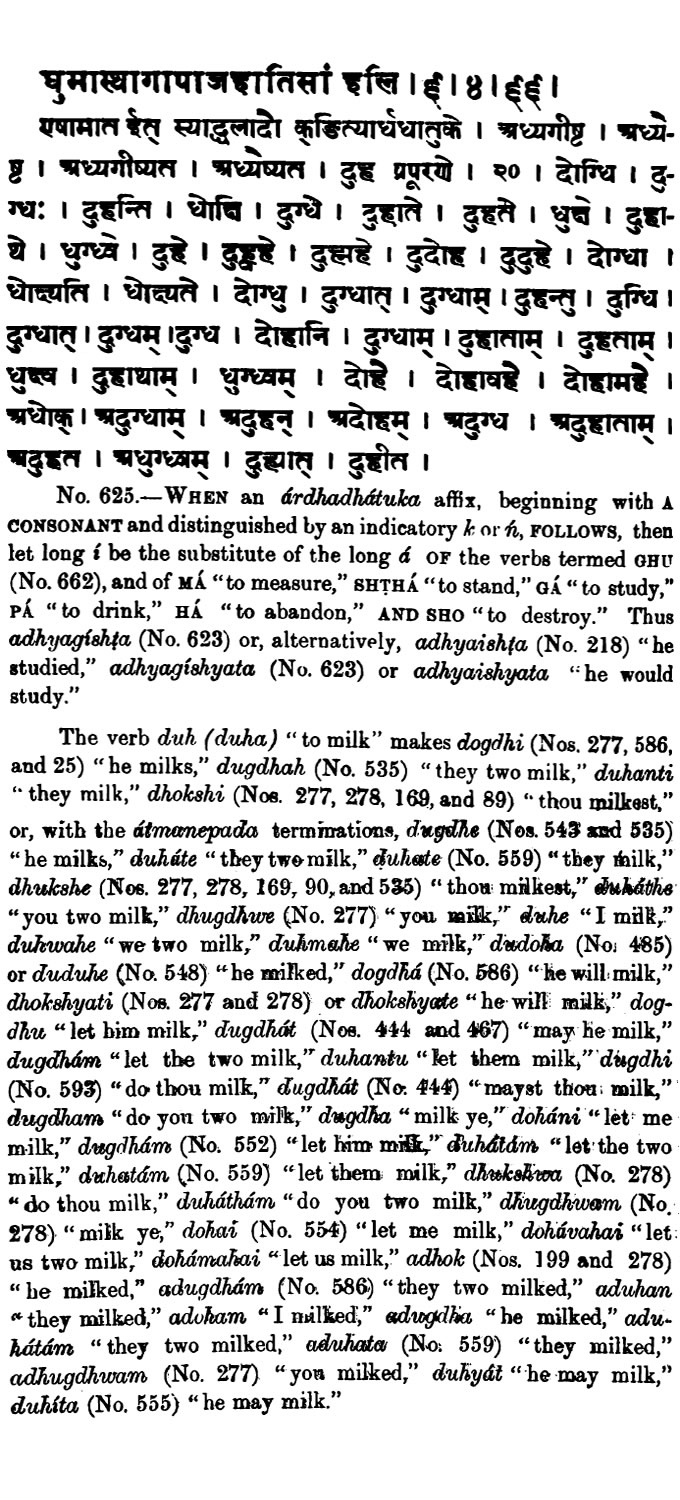 घुमास्थागापाजहातिसां हलि । ६ । ४ । ६६ ।
एषामात ईत् स्याद्धलादौ क्ङित्यार्धधातुके । अध्यगीष्ट । अध्यै-
ष्ट । अध्यगीष्यत । अध्यैष्यत । दुह प्रपूरणे । २० । दोग्धि । दु-
ग्धः । दुहन्ति । धोक्षि । दुग्धे । दुहाते । दुहते । धुक्षे । दुहा-
थे । धुग्ध्वे । दुहे । दुह्वहे । दुह्महे । दुदोह । दुदुहे । दोग्धा ।
धोक्ष्यति । धोक्ष्यते । दोग्धु । दुग्धात् । दुग्धाम् । दुहन्तु । दुग्धि ।
दुग्धात् । दुग्धम् । दुग्ध । दोहानि । दुग्धाम् । दुहाताम् । दुहताम् ।
धुक्ष्व । दुहाथाम् । धुग्ध्वम् । दोहै । दोहावहै । दोहामहै ।
अधोक् । अदुग्धाम् । अदुहन् । अदोहम् । अदुग्ध । अदुहाताम् ।
अदुहत । अधुग्ध्वम् । दुह्यात् । दुहीत ।
No. 625.—WHEN an árdhadhátuka affix, beginning with A
CONSONANT and distinguished by an indicatory k or ń, FOLLOWS, then
let long í be the substitute of the long á OF the verbs termed GHU
(No. 662), and of MÁ "to measure," SHṬHÁ "to stand," GÁ "to study,"
PÁ "to drink," HÁ "to abandon," AND SHO "to destroy." Thus
adhyagíshṭa (No. 623) or, alternatively, adhyaishṭa (No. 218) "he
studied," adhyagíshyata (No. 623) or adhyaishyata "he would
study."
The verb duh (duha) "to milk" makes dogdhi (Nos. 277, 586,
and 25) "he milks," dugdhah (No. 535) "they two milk," duhanti
"they milk," dhokshi (Nos. 277, 278, 169, and 89) "thou milkest,"
or, with the átmanepada terminations, dugdhe (Nos. 543 and 535)
"he milks," duháte "they two milk," duhate (No. 559) "they milk,"
dhukshe (Nos. 277, 278, 169, 90, and 535) "thou milkest," duháthe
"you two milk," dhugdhwe (No. 277) "you milk," duhe "I milk,"
duhwahe "we two milk," duhmahe "we milk," dudoha (No. 485)
or duduhe (No. 548) "he milked," dogdhá (No. 586) "he will milk,"
dhokshyati (Nos. 277 and 278) or dhokshyate "he will milk," dog-
dhu "let him milk," dugdhát (Nos. 444 and 467) "may he milk,"
dugdhám "let the two milk," duhantu "let them milk," dugdhi
(No. 593) "do thou milk," dugdhát (No. 444) "mayst thou milk,"
dugdham "do you two milk," dugdha "milk ye," doháni "let me
milk," dugdhám (No. 552) "let him milk," duhátám "let the two
milk," duhatám (No. 559) "let them milk," dhukshwa (No. 278)
"do thou milk," duháthám "do you two milk," dhugdhwam (No.
278) "milk ye," dohai (No. 554) "let me milk," dohávahai "let
us two milk," dohámahai "let us milk," adhok (Nos. 199 and 278)
"he milked," adugdhám (No. 586) "they two milked," aduhan
"they milked," adoham "I milked," adugdha "he milked," adu-
hátám "they two milked," aduhata (No. 559) "they milked,"
adhugdhwam (No. 277) "you milked," duhyát "he may milk,"
duhíta (No. 555) "he may milk."